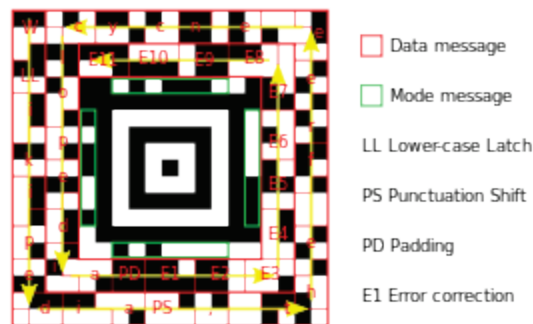 W c y c n e e
E11 E10 E9 E8
LL
o E7
p E6
e E5
d E4
p
e a PD E1 E2 E3
d i a PS , t h
Data message
Mode message
LL Lower-case Latch
PS Punctuation Shift
PD Padding
E1 Error correction